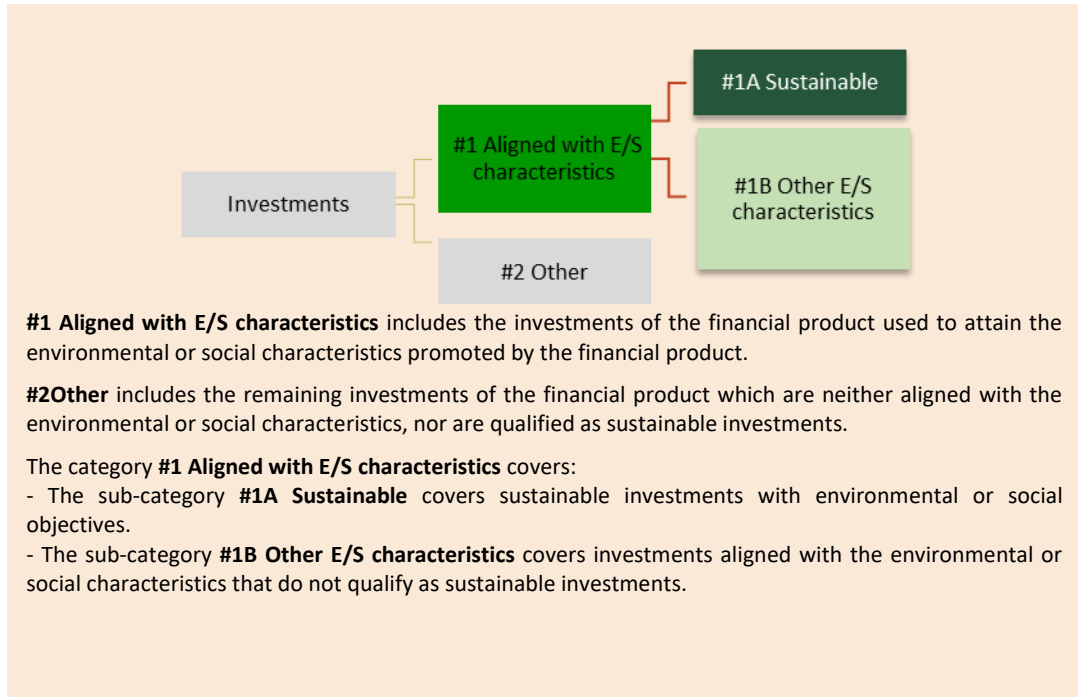 #1A Sustainable
#1 Aligned with E/S
characteristics
#1B Other E/S
characteristics
Investments
#2 Other
#1 Aligned with E/S characteristics includes the investments of the financial product used to attain the
environmental or social characteristics promoted by the financial product.
#2Other includes the remaining investments of the financial product which are neither aligned with the
environmental or social characteristics, nor are qualified as sustainable investments.
The category #1 Aligned with E/S characteristics covers:
- The sub-category #1A Sustainable covers sustainable investments with environmental or social
objectives.
- The sub-category #1B Other E/S characteristics covers investments aligned with the environmental or
social characteristics that do not qualify as sustainable investments.